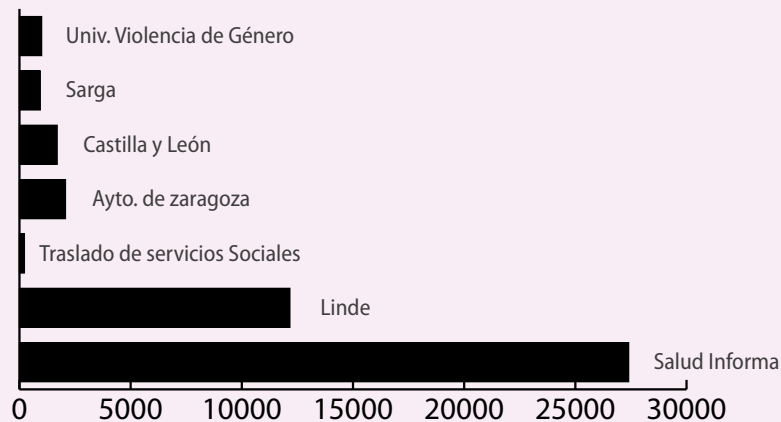 Univ. Violencia de Género
Sarga
Castilla y León
Ayto. de zaragoza
Traslado de servicios Sociales
Linde
Salud Informa
0 5000 10000 15000 20000 25000 30000